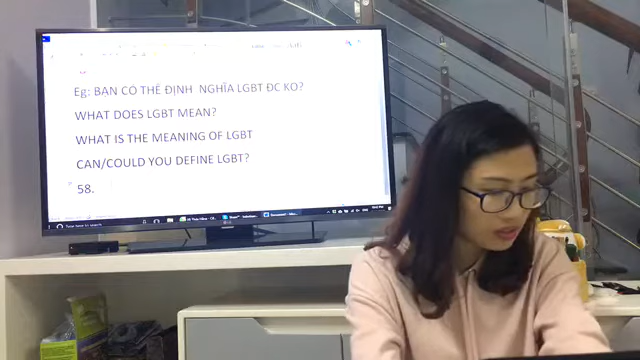 Eg: BẠN CÓ THỂ ĐỊNH NGHĨA LGBT ĐC KO?
WHAT DOES LGBT MEAN?
WHAT IS THE MEANING OF LGBT
CAN/COULD YOU DEFINE LGBT?
58.